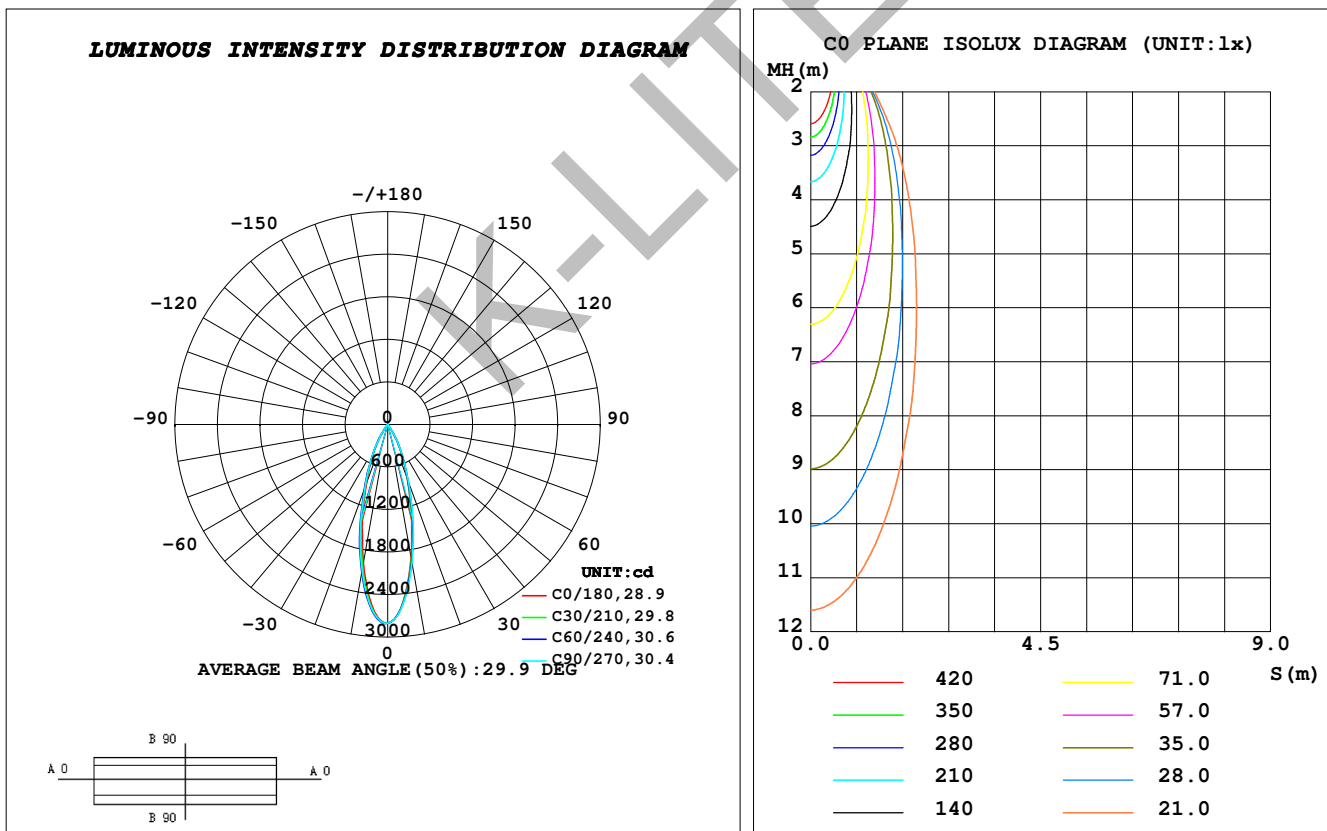 LUMINOUS INTENSITY DISTRIBUTION DIAGRAM
-/+180
-150
150
-120
120
-90
90
0
600
1200
1800
2400
3000
-60
60
-30
30
0
UNIT:cd
C0/180,28.9
C30/210,29.8
C60/240,30.6
C90/270,30.4
AVERAGE BEAM ANGLE(50%):29.9 DEG
B 90
A 0
A 0
B 90
K-LITE
C0 PLANE ISOLUX DIAGRAM (UNIT:lx)
MH(m)
2
3
4
5
6
7
8
9
10
11
12
0.0
4.5
9.0
S(m)
420
71.0
350
57.0
280
35.0
210
28.0
140
21.0